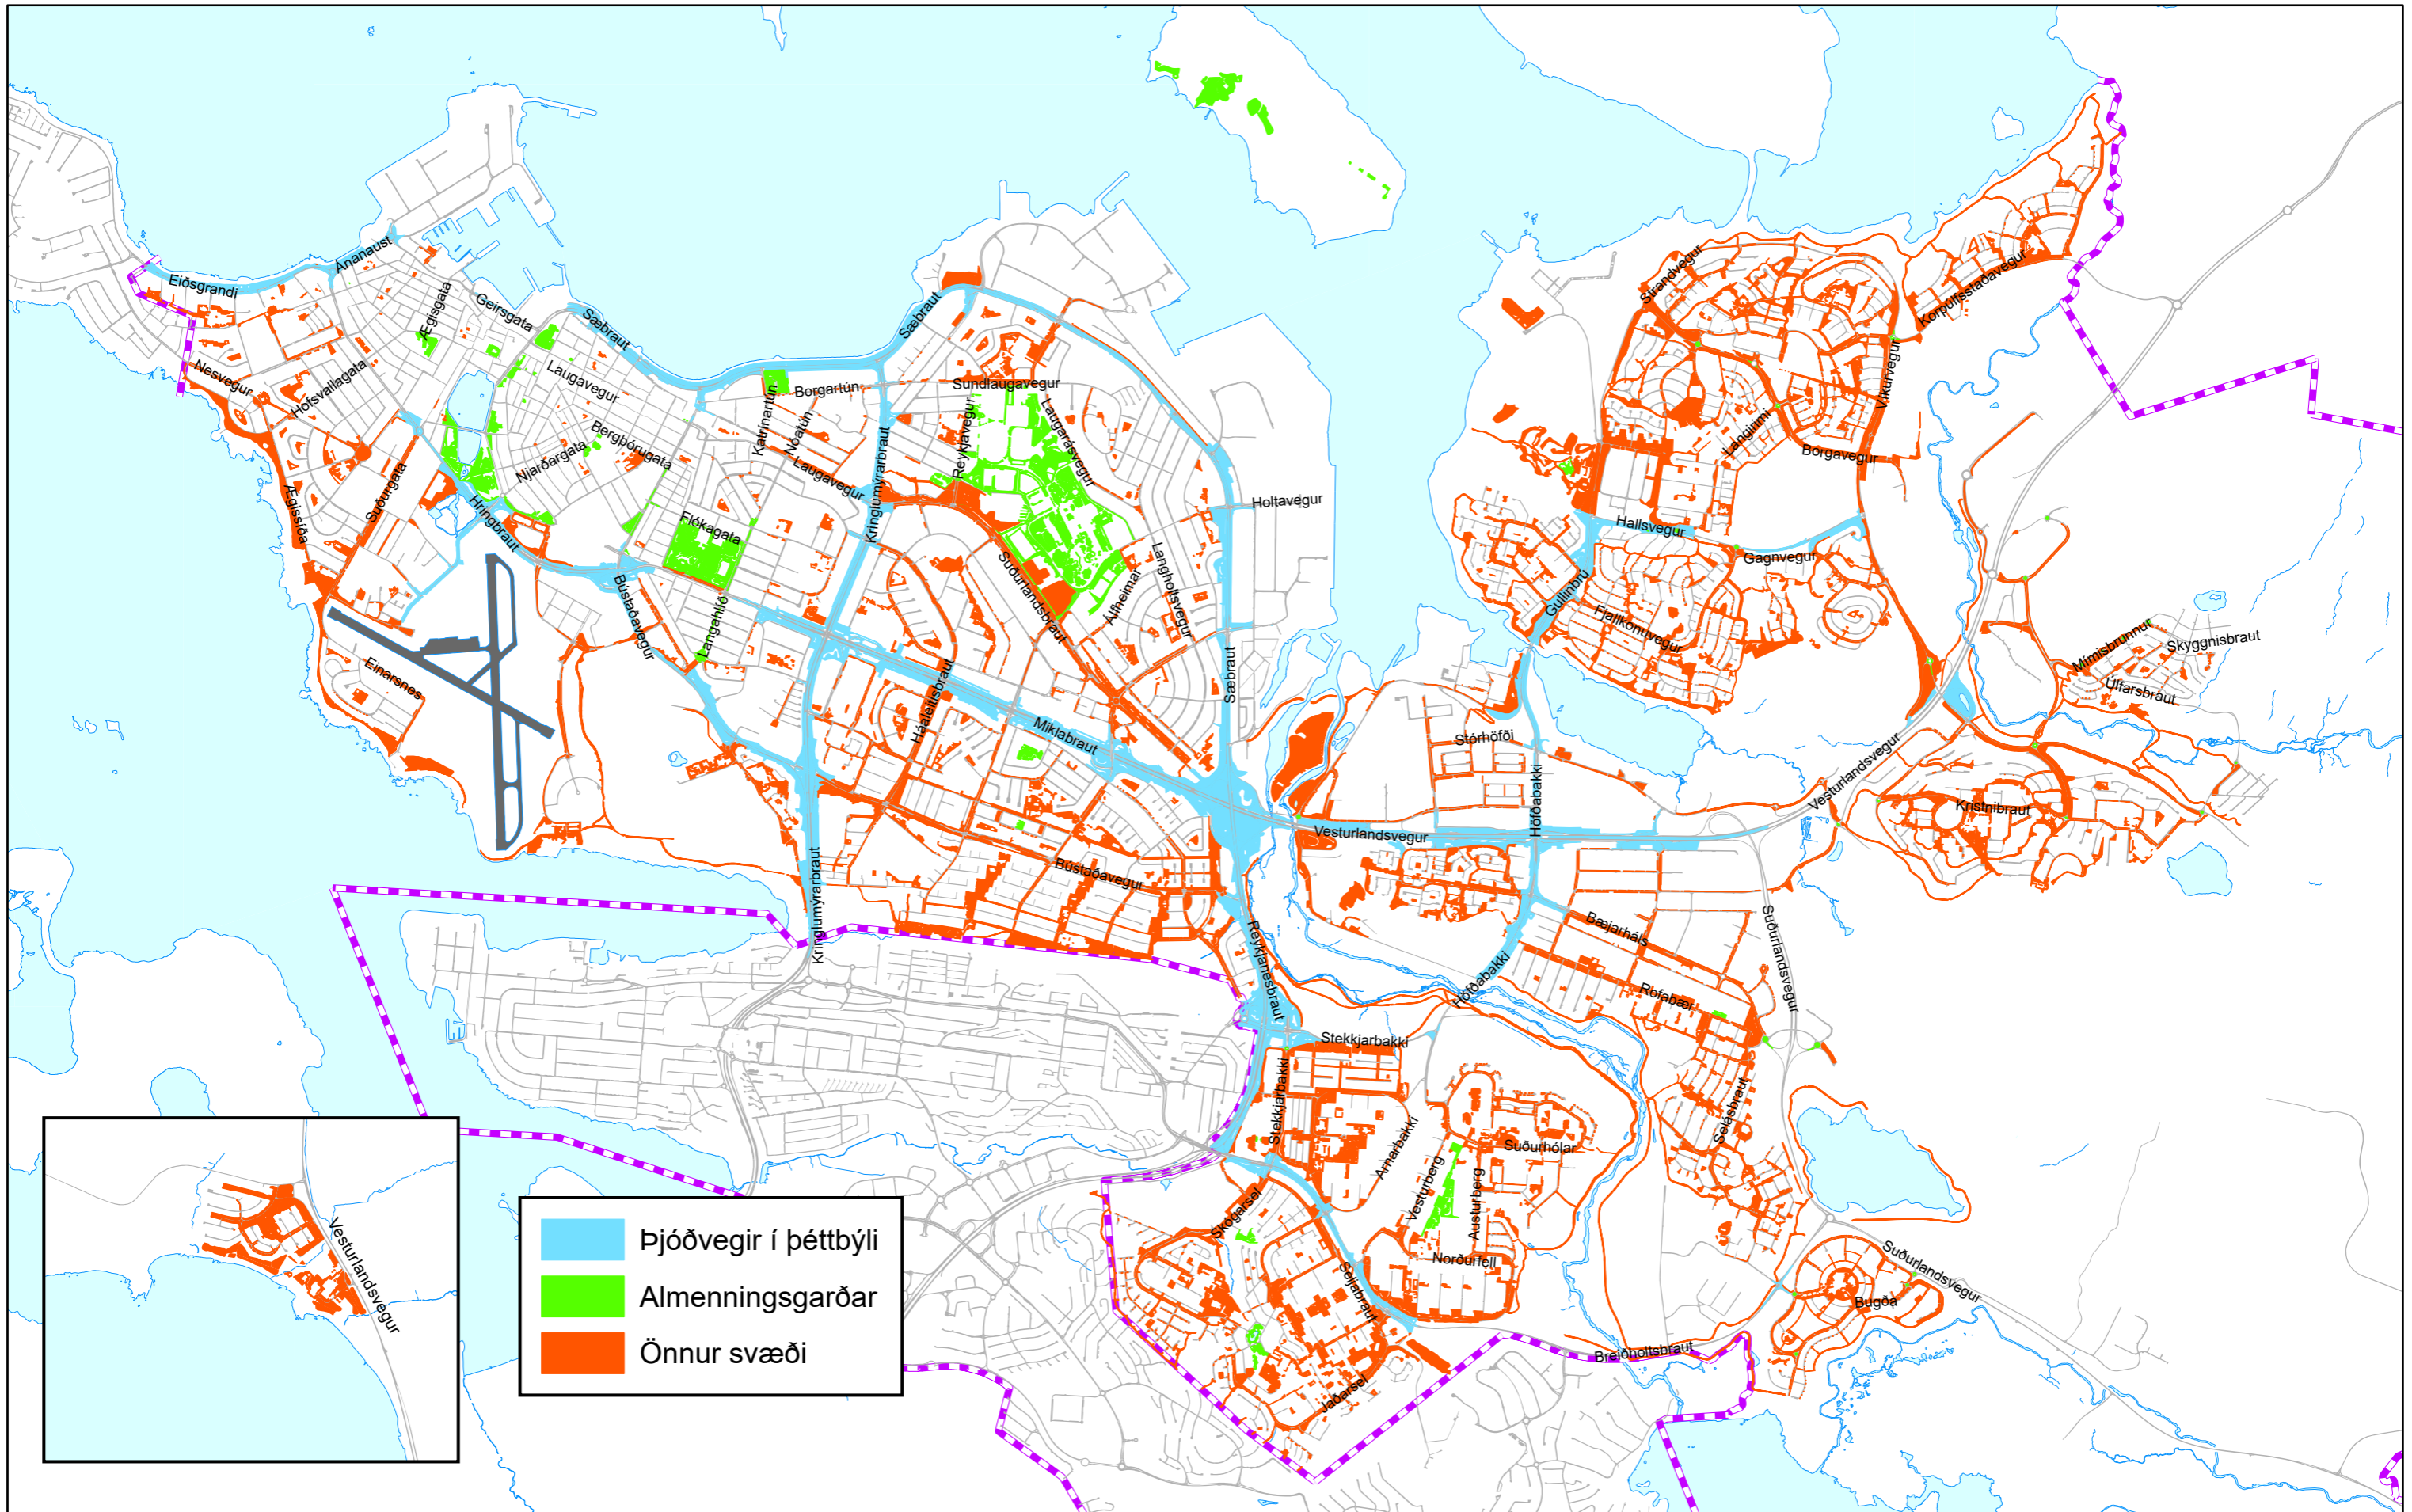 Eiðsgrandi
Ánanaust
Ægisgata
Geirsgata
Sæbraut
Sæbraut
Nesvegur
Hofsvallagata
Laugavegur
Bergþórugata
Njarðargata
Katrínartún
Borgartún
Nóatún
Laugavegur
Kringlumýrarbraut
Sundlaugavegur
Reykjavegur
Laugarasvegur
Ægissíða
Suðurgata
Hringbraut
Flókagata
Holtavegur
Langholtsvegur
Álfheimar
Suðurlandsbraut
Bústaðavegur
Langahlíð
Einarsnes
Háaleitisbraut
Miklabraut
Sæbraut
Kringlumýrarbraut
Bústaðavegur
Reykjanesbraut
Strandvegur
Korpúlfsstaðavegur
Víkurvegur
Langirimi
Borgavegur
Hallsvegur
Gagnvegur
Gullinbrú
Fjallkonuvegur
Mímisbrunnur
Skyggnisbraut
Úlfarsbraut
Stórhöfði
Höfðabakki
Vesturlandsvegur
Vesturlandsvegur
Kristnibraut
Bæjarháls
Höfðabakki
Rofabær
Suðurlandsvegur
Selásbraut
Stekkjarbakki
Stekkjarbakki
Arnarbakki
Vesturberg
Austurberg
Suðurhólar
Norðurfell
Skógarsel
Seljabraut
Jaðarsel
Breiðholtsbraut
Bugða
Suðurlandsvegur
Vesturlandsvegur
Þjóðvegir í þéttbýli
Almenningsgarðar
Önnur svæði